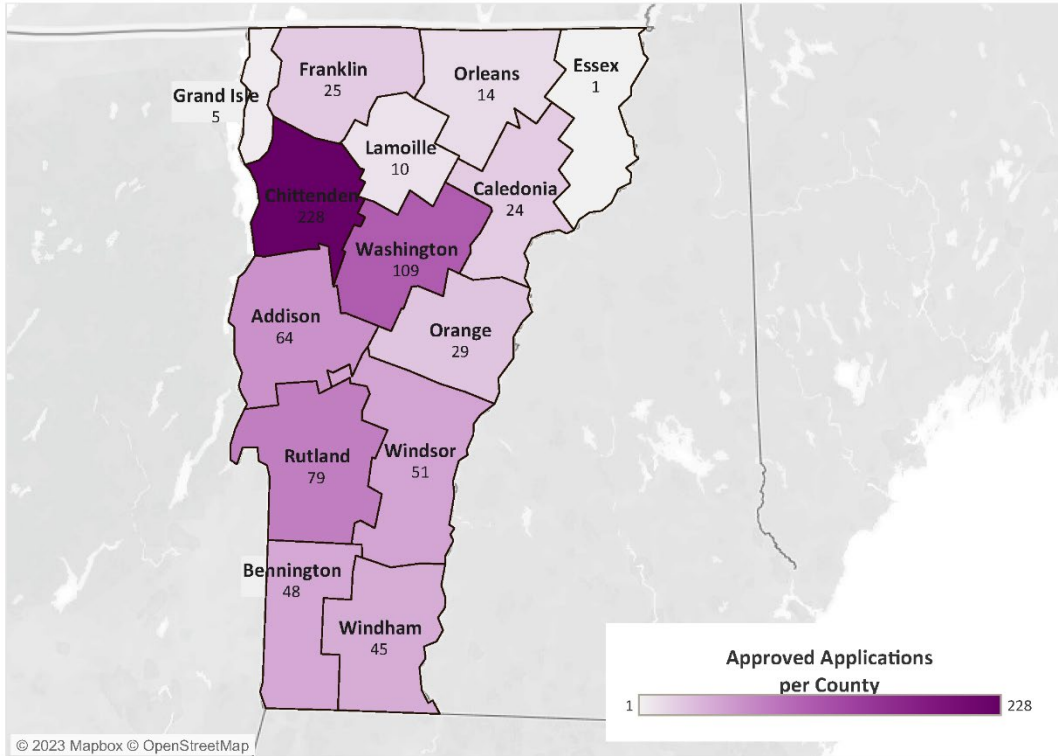 Franklin
25
Orleans
14
Essex
1
Grand Isle
5
Lamoille
10
Caledonia
24
Chittenden
228
Washington
109
Addison
64
Orange
29
Rutland
79
Windsor
51
Bennington
48
Windham
45
Approved Applications
per County
1
228
© 2023 Mapbox © OpenStreetMap